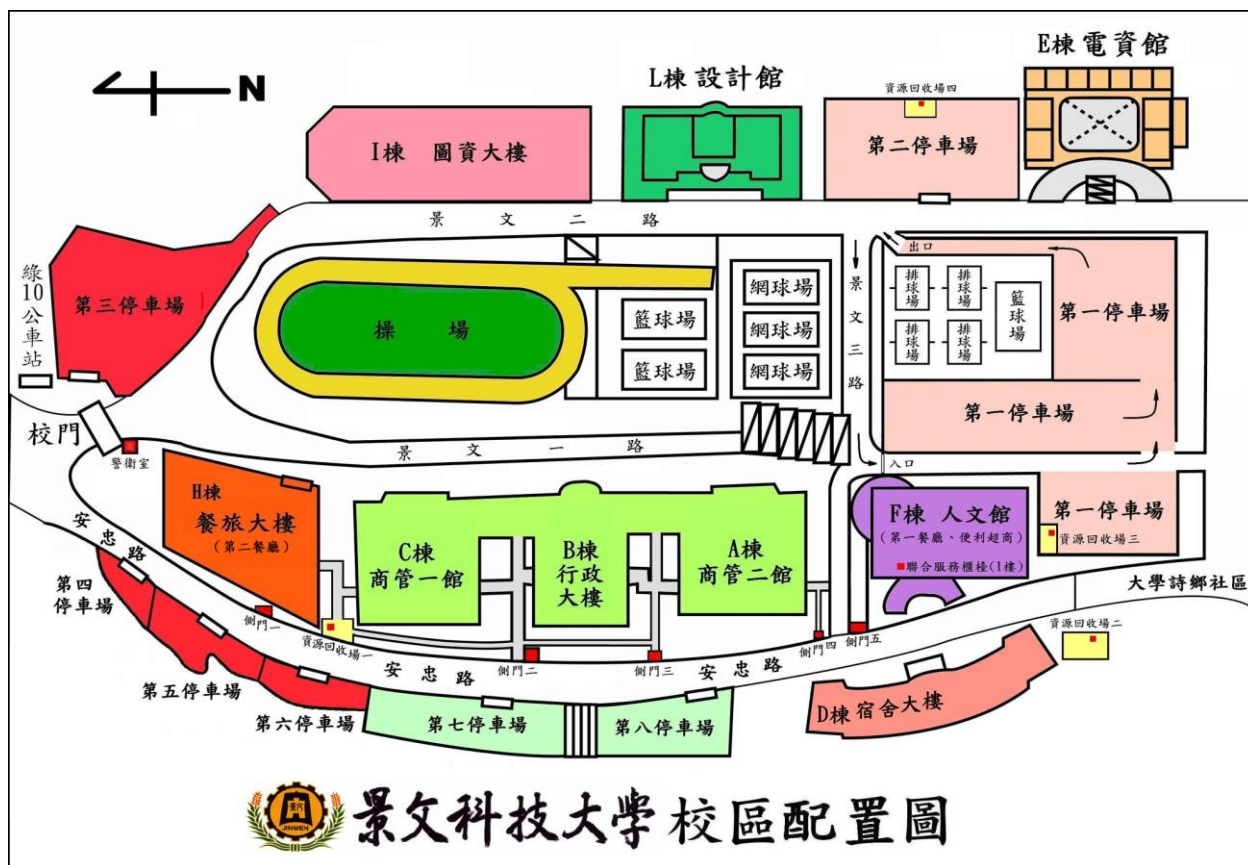 E棟 電資館
L棟 設計館
資源回收場四
N
I棟 圖資大樓
第二停車場
景文二路
綠10公車站
第三停車場
操場
籃球場
籃球場
網球場
網球場
網球場
景文三路
出口
排球場
排球場
排球場
排球場
籃球場
第一停車場
第一停車場
校門
警衛室
景文一路
入口
H棟
餐旅大樓
(第二餐廳)
C棟
商管一館
B棟
行政
大樓
A棟
商管二館
F棟 人文館
(第一餐廳、便利超商)
聯合服務櫃檯(1樓)
第一停車場
資源回收場三
安忠路
第四
停車場
側門一
資源回收場一
側門二
側門三
側門四
側門五
大學詩鄉社區
資源回收場二
安忠路
安忠路
第五停車場
第六停車場
第七停車場
第八停車場
D棟 宿舍大樓
JINWEN
景文科技大學 校區配置圖